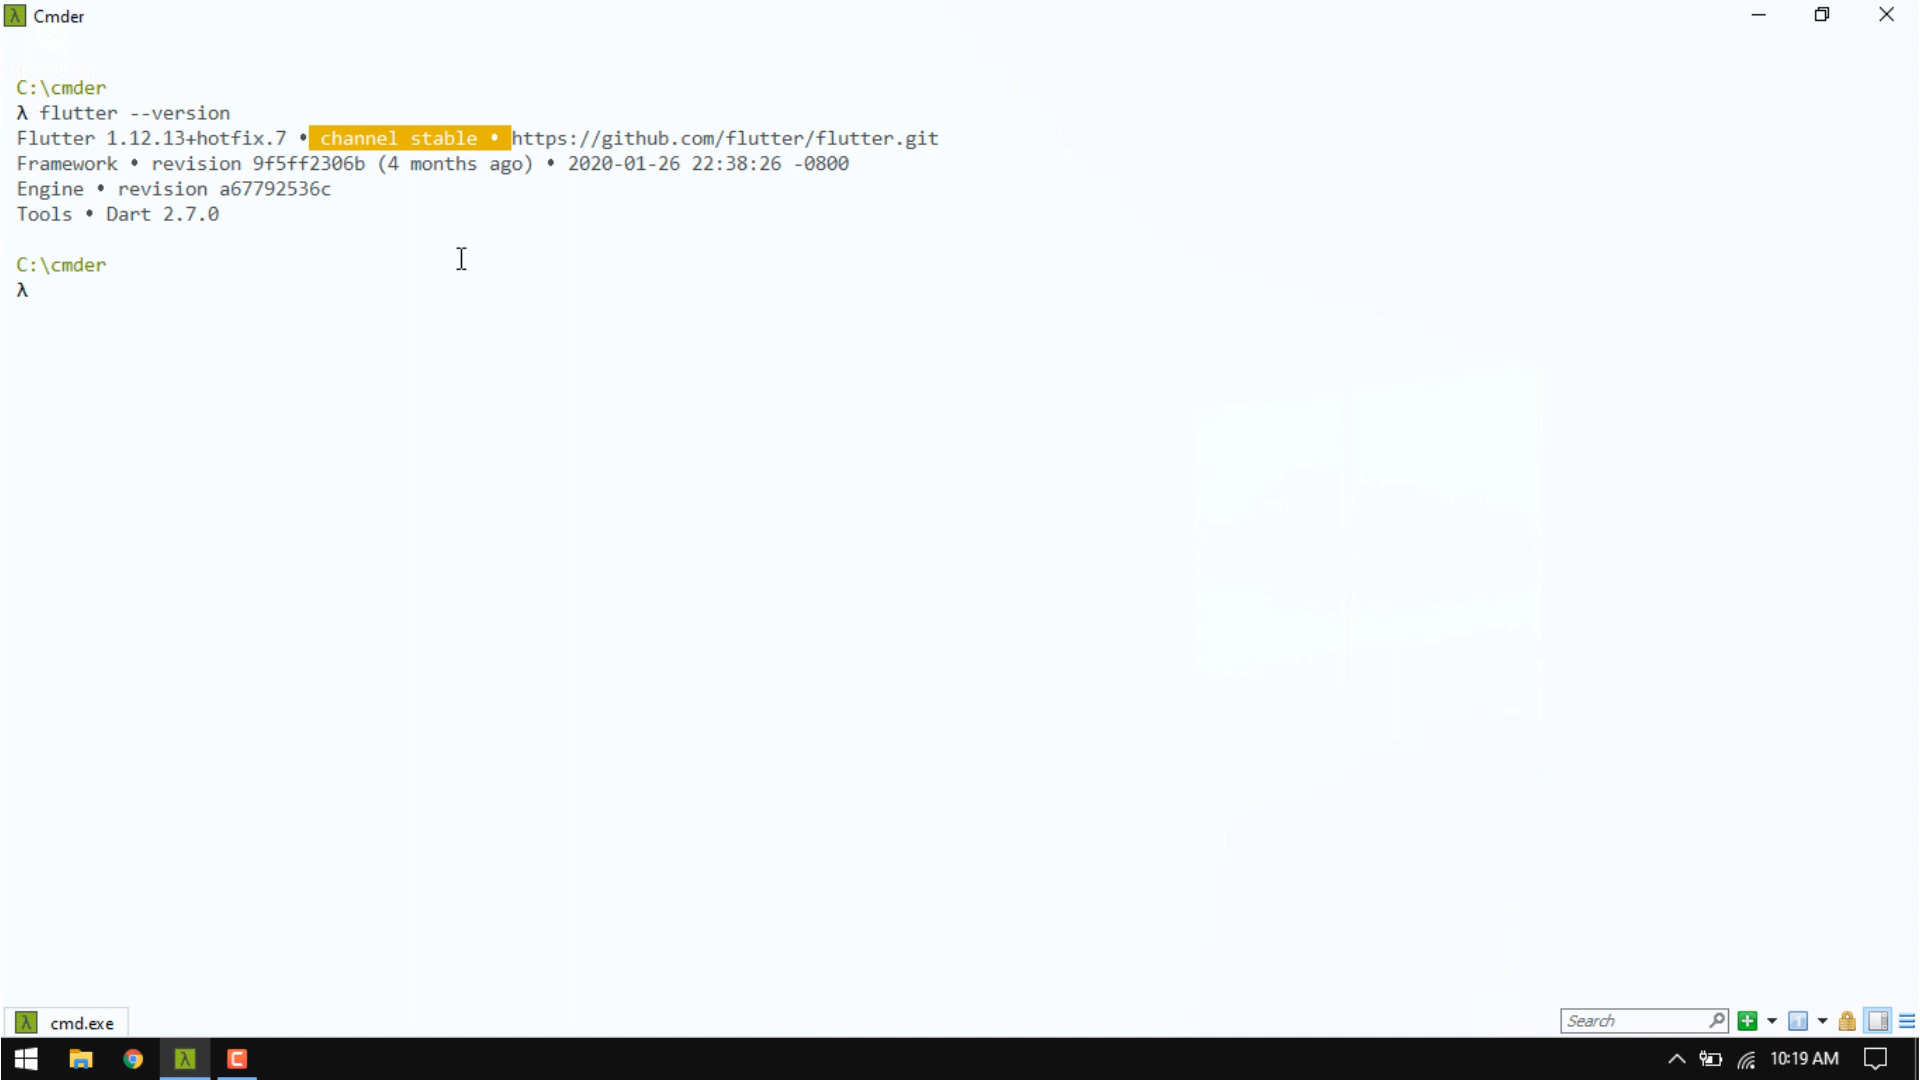 λ Cmder
C:\cmder
λ flutter --version
Flutter 1.12.13+hotfix.7 • channel stable • https://github.com/flutter/flutter.git
Framework • revision 9f5ff2306b (4 months ago) • 2020-01-26 22:38:26 -0800
Engine • revision a67792536c
Tools • Dart 2.7.0
C:\cmder
λ
λ cmd.exe
Search
λ C 10:19 AM